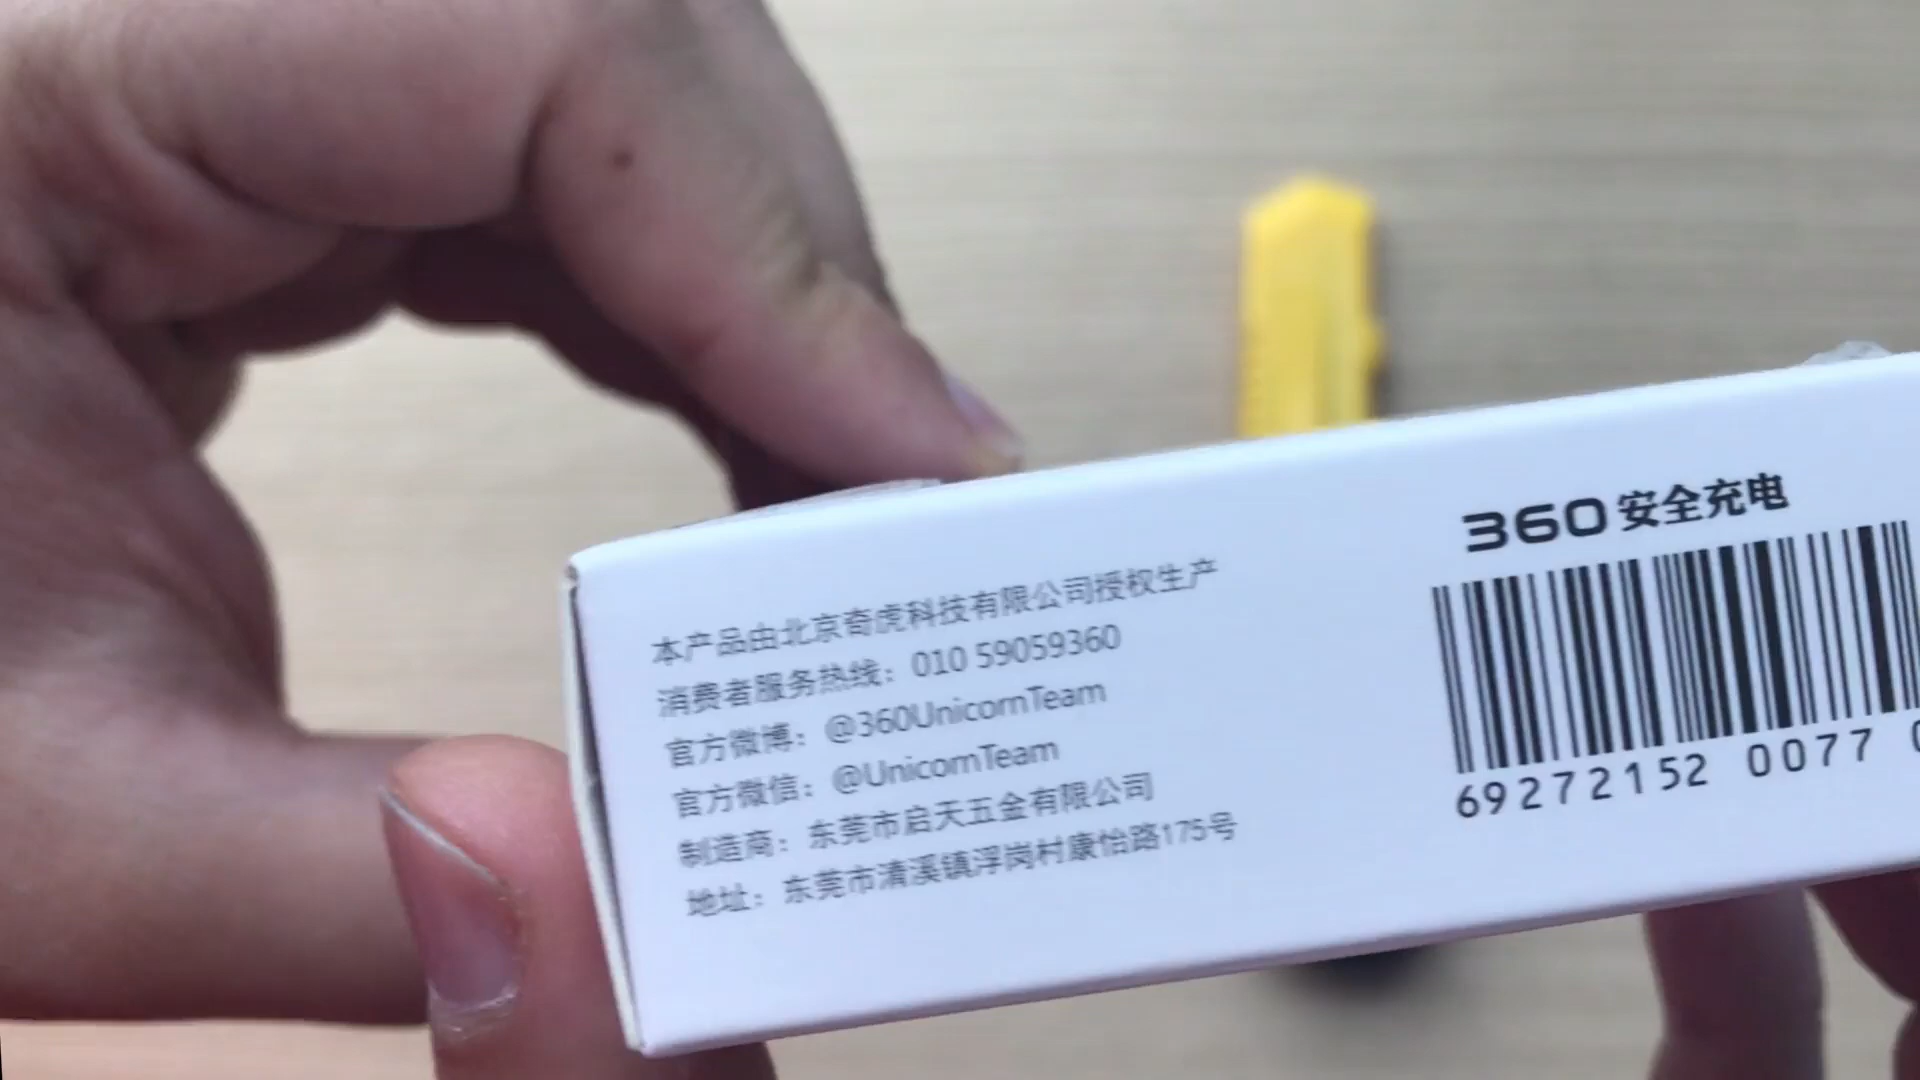 本产品由北京奇虎科技有限公司授权生产
消费者服务热线：010 59059360
官方微博：@360UnicornTeam
官方微信：@UnicornTeam
制造商：东莞市启天五金有限公司
地址：东莞市清溪镇浮岗村康怡路175号
360安全充电
69272152 0077